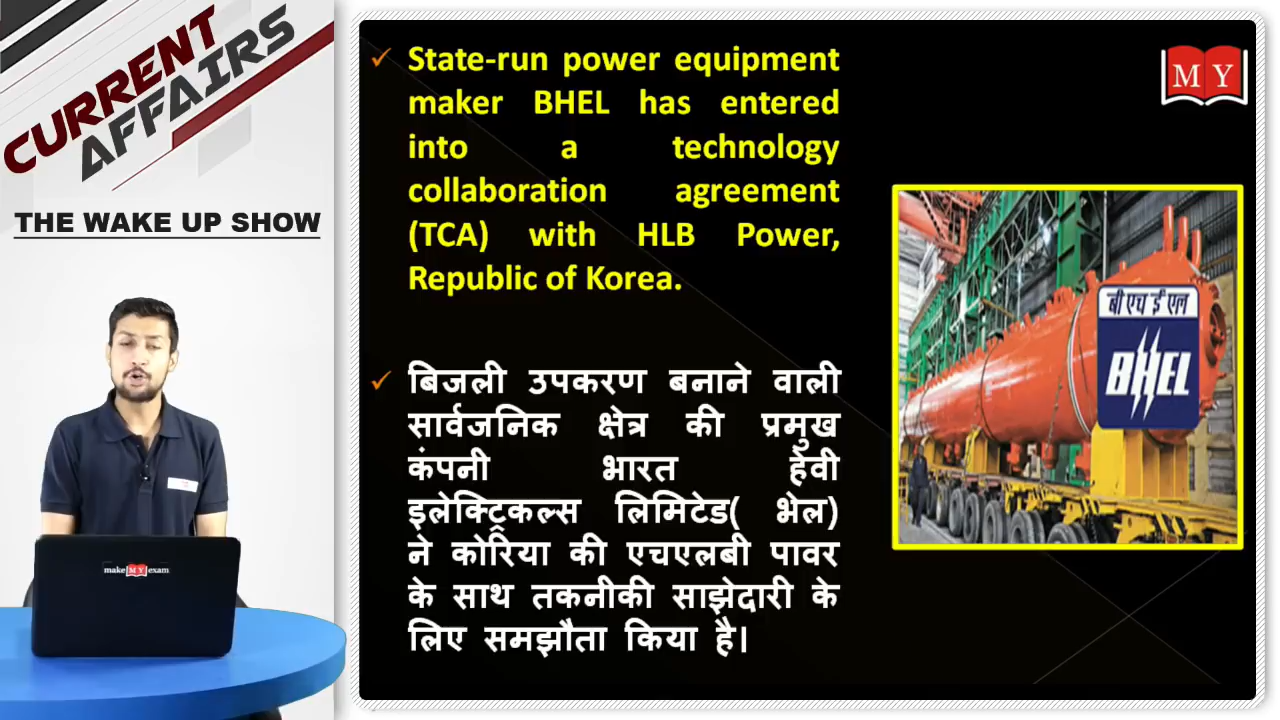 CURRENT
AFFAIRS
THE WAKE UP SHOW
make MY exam
State-run power equipment
maker BHEL has entered
into a technology
collaboration agreement
(TCA) with HLB Power,
Republic of Korea.
बिजली उपकरण बनाने वाली
सार्वजनिक क्षेत्र की प्रमुख
कंपनी भारत हेवी
इलेक्ट्रिकल्स लिमिटेड( भेल)
ने कोरिया की एचएलबी पावर
के साथ तकनीकी साझेदारी के
लिए समझौता किया है।
M Y
बी एच ई एल
BHEL